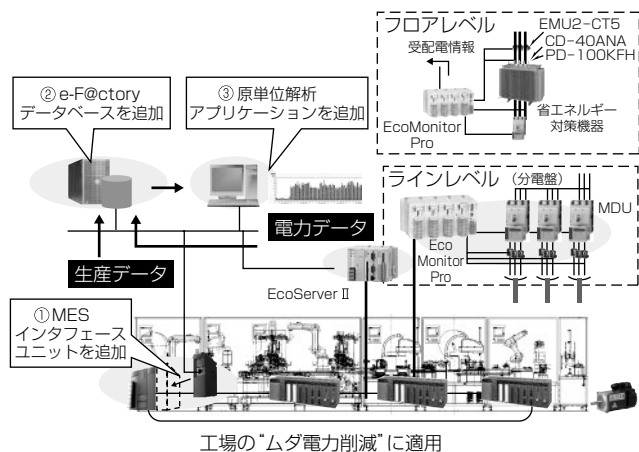 フロアレベル
受配電情報
EMU2-CT5
CD-40ANA
PD-100KFH
EcoMonitor
Pro
省エネルギー
対策機器
② e-F@ctory
データベースを追加
③ 原単位解析
アプリケーションを追加
ラインレベル (分電盤)
MDU
Eco
Monitor
Pro
電力データ
生産データ
EcoServer Ⅱ
①MES
インタフェース
ユニットを追加
工場の“ムダ電力削減”に適用